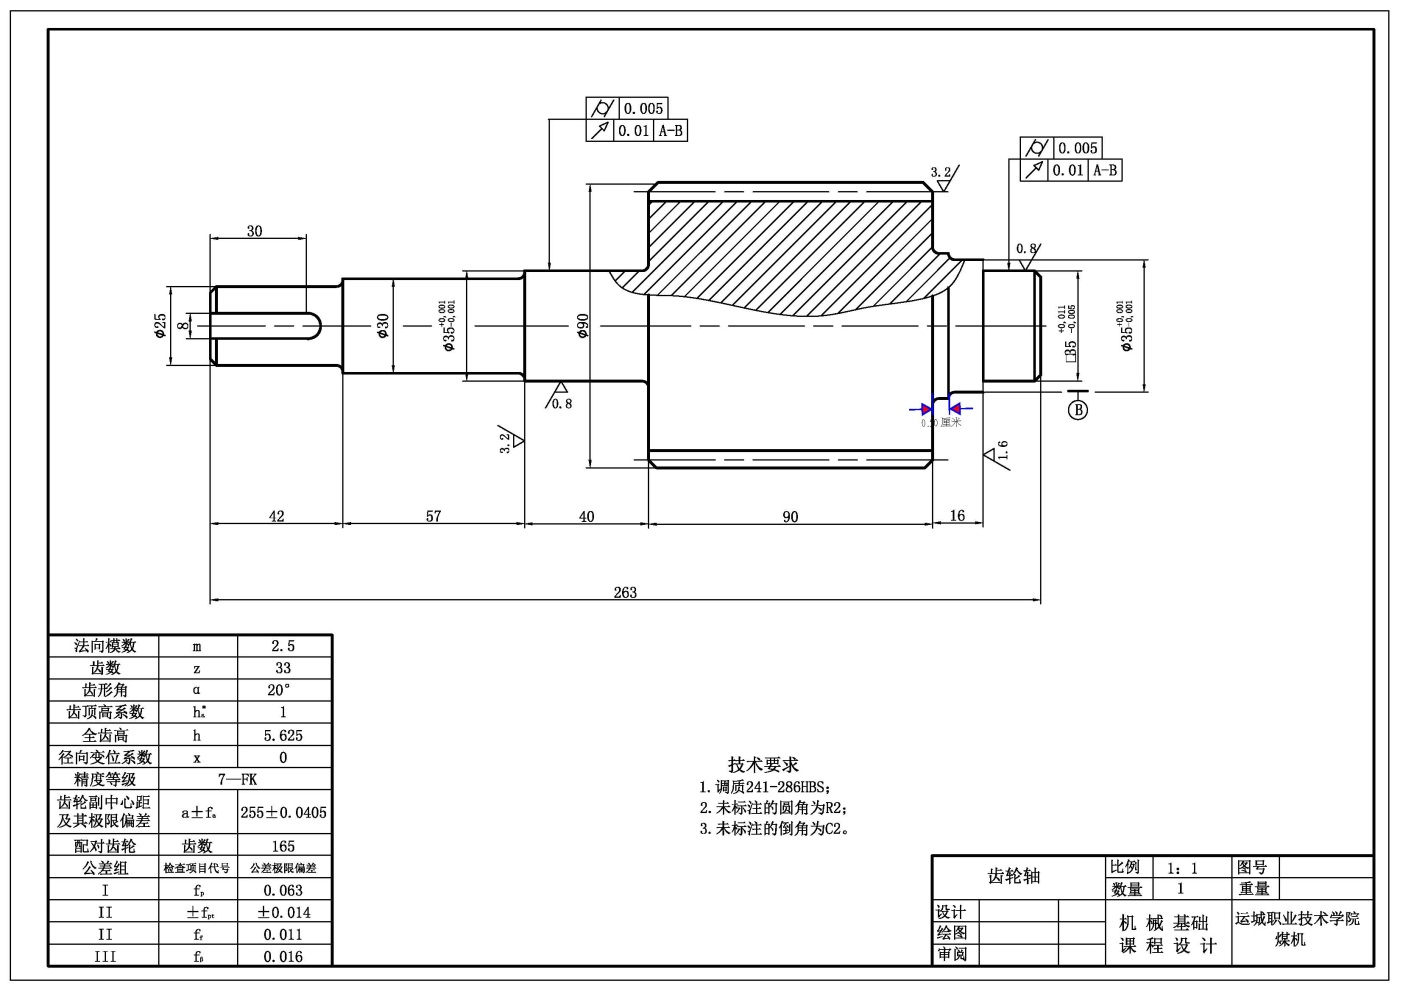 0.005
0.01 A-B
0.005
0.01 A-B
3.2
0.8
30
ϕ25
8
ϕ30
ϕ35 +0.001 -0.001
ϕ90
□35 +0.011 -0.005
ϕ35 +0.001 -0.001
B
0.8
3.2
1.6
厘米
42
57
40
90
16
263
法向模数 m 2.5
齿数 z 33
齿形角 α 20°
齿顶高系数 h* 1
全齿高 h 5.625
径向变位系数 x 0
精度等级 7—FK
齿轮副中心距
及其极限偏差 a±fₐ 255±0.0405
配对齿轮 齿数 165
公差组 检查项目代号 公差极限偏差
I fp 0.063
II ±fpt ±0.014
II ff 0.011
III fβ 0.016
技术要求
1.调质241-286HBS;
2.未标注的圆角为R2;
3.未标注的倒角为C2。
齿轮轴
比例 1:1 图号
数量 1 重量
设计
绘图
审阅
机械基础
课程设计
运城职业技术学院
煤机